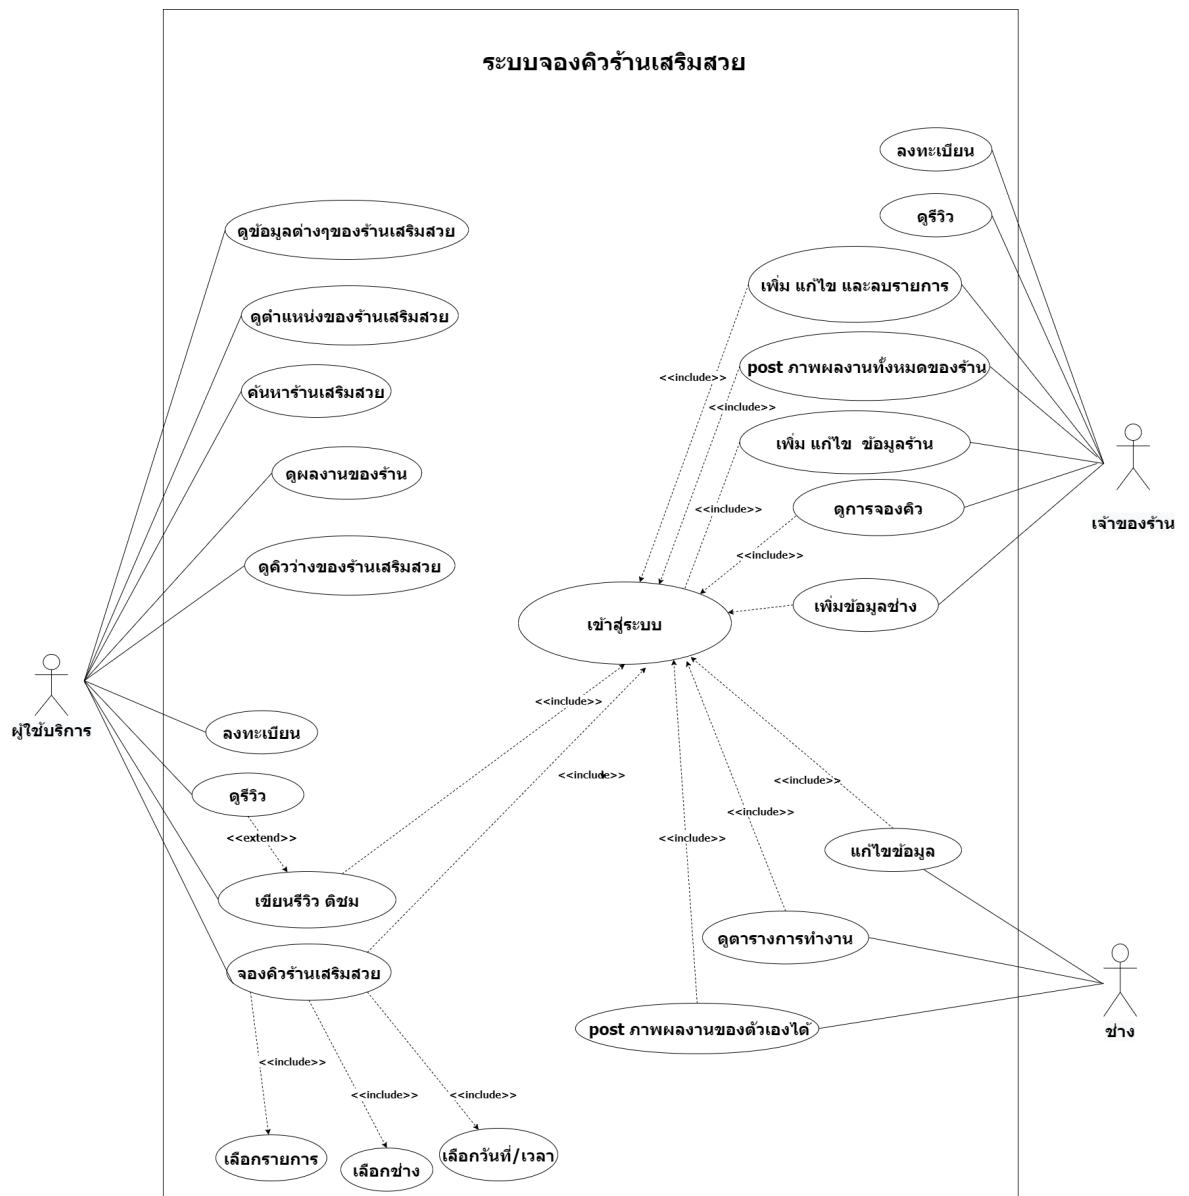 ระบบจองคิวร้านเสริมสวย
ลงทะเบียน
ดูรีวิว
ดูข้อมูลต่างๆของร้านเสริมสวย
เพิ่ม แก้ไข และลบรายการ
ดูตำแหน่งของร้านเสริมสวย
post ภาพผลงานทั้งหมดของร้าน
<<include>>
ค้นหาร้านเสริมสวย
<<include>>
เพิ่ม แก้ไข ข้อมูลร้าน
ดูผลงานของร้าน
ดูการจองคิว
<<include>>
เจ้าของร้าน
<<include>>
ดูคิวว่างของร้านเสริมสวย
เพิ่มข้อมูลช่าง
เข้าสู่ระบบ
<<include>>
ผู้ใช้บริการ
ลงทะเบียน
<<include>>
<<include>>
ดูรีวิว
<<include>>
<<extend>>
<<include>>
แก้ไขข้อมูล
เขียนรีวิว ติชม
ดูตารางการทำงาน
จองคิวร้านเสริมสวย
post ภาพผลงานของตัวเองได้
ช่าง
<<include>>
<<include>>
<<include>>
เลือกรายการ
เลือกช่าง
เลือกวันที่/เวลา